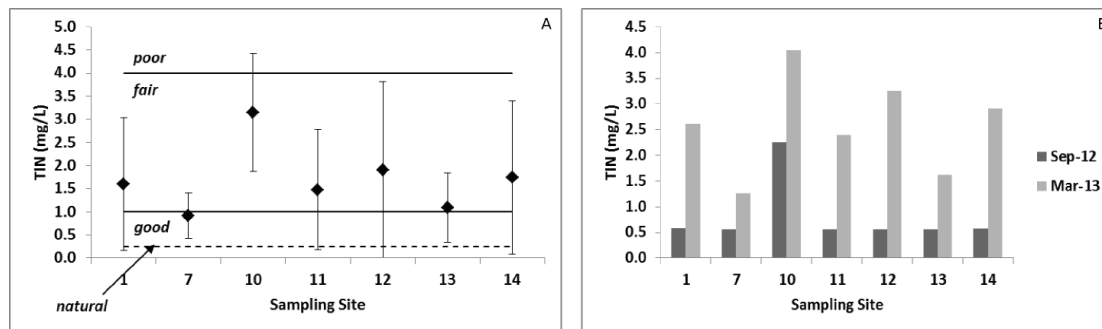 A
TIN (mg/L)
5.0
4.5
4.0
3.5
3.0
2.5
2.0
1.5
1.0
0.5
0.0
poor
fair
good
natural
1 7 10 11 12 13 14
Sampling Site
TIN (mg/L)
4.5
4.0
3.5
3.0
2.5
2.0
1.5
1.0
0.5
0.0
1 7 10 11 12 13 14
Sampling Site
Sep-12
Mar-13